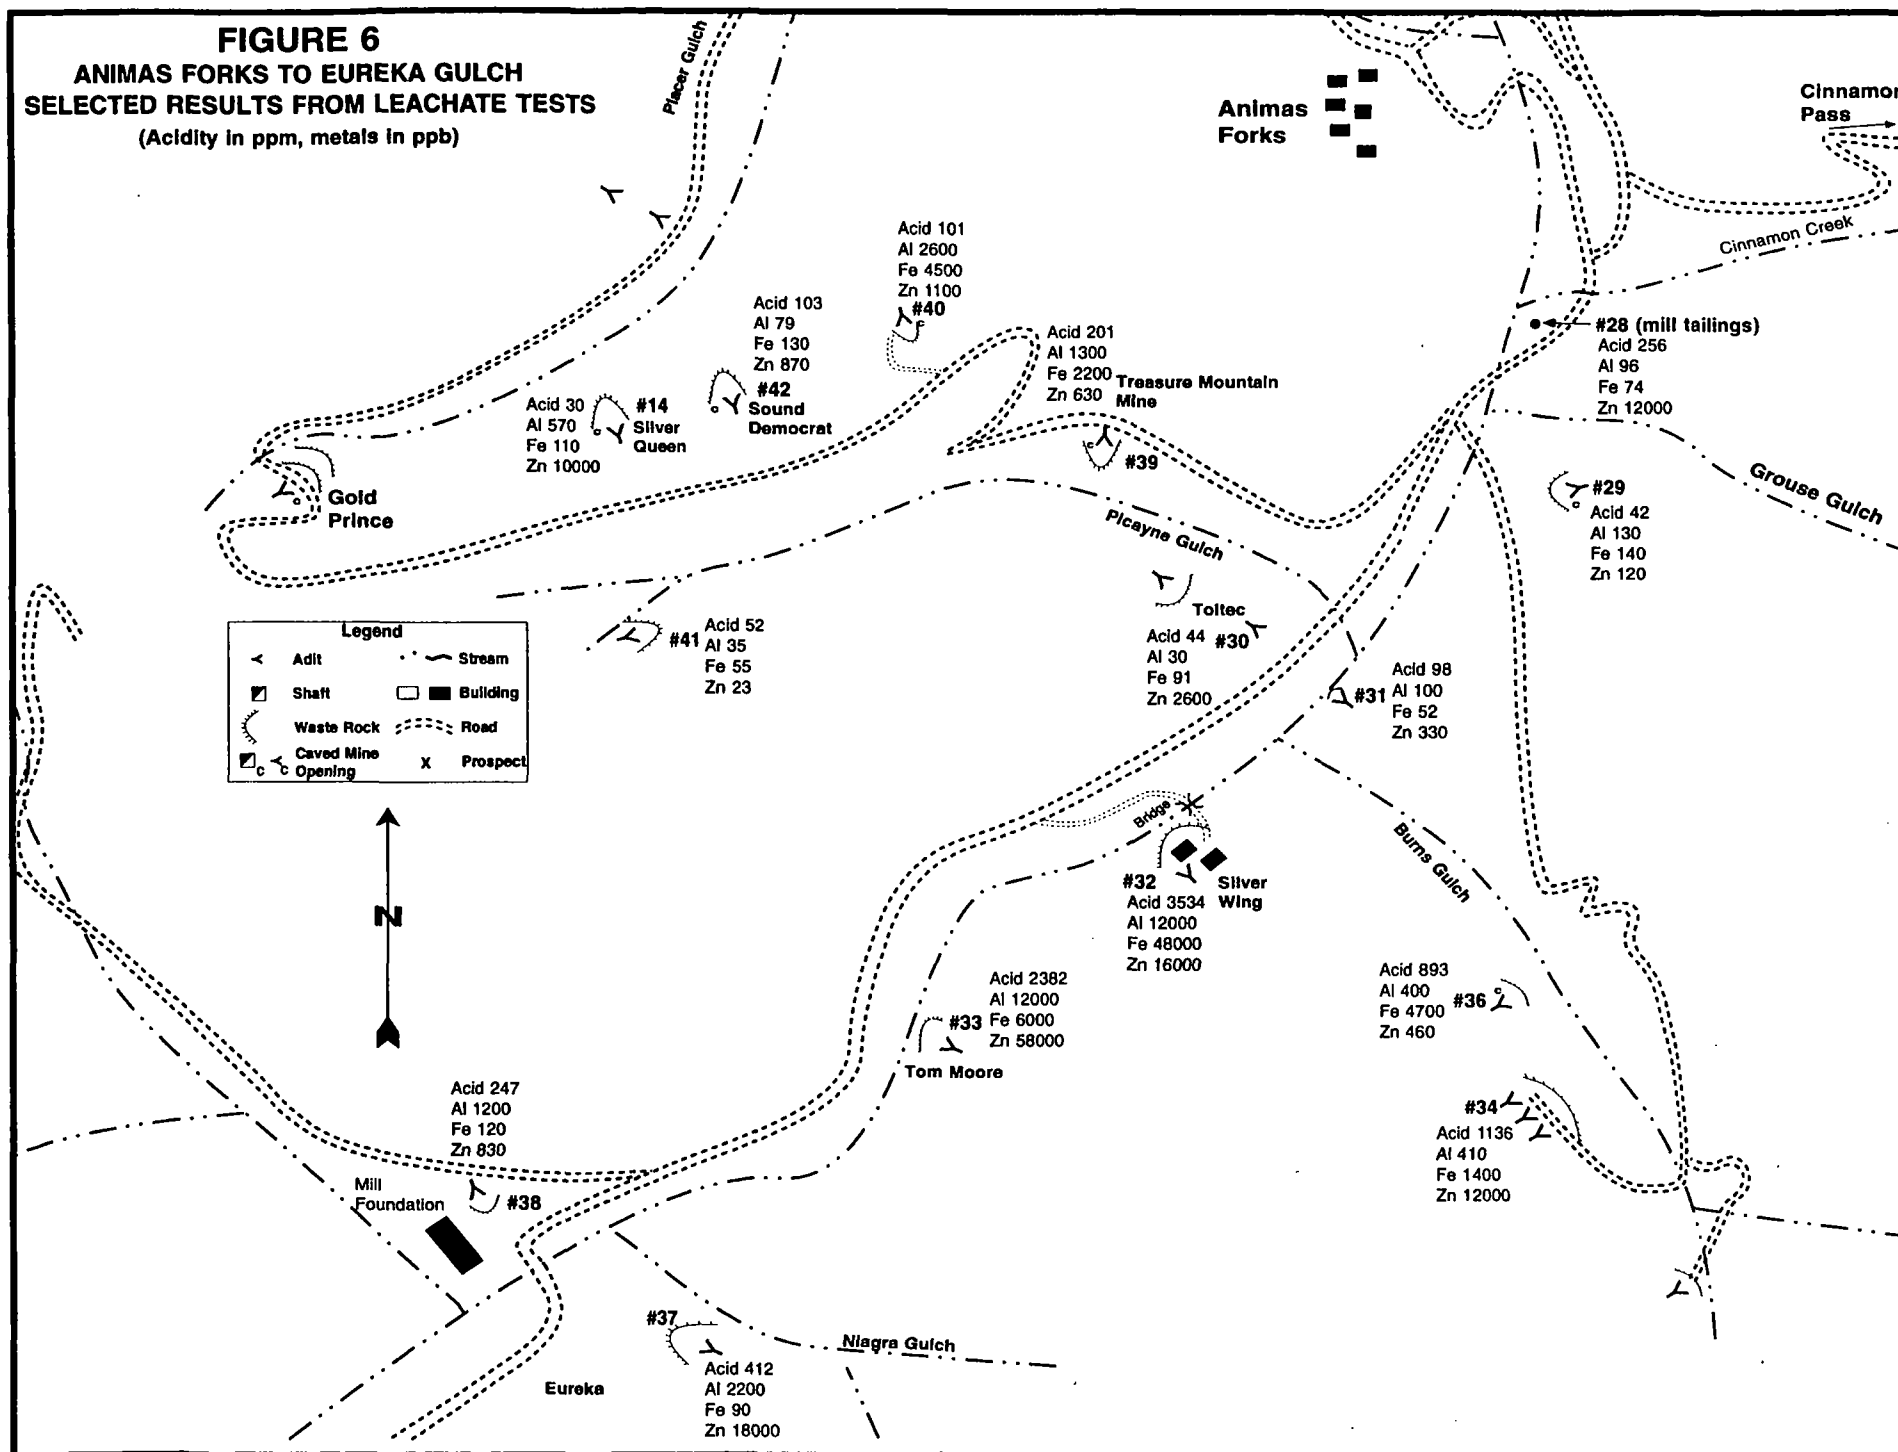 FIGURE 6
ANIMAS FORKS TO EUREKA GULCH
SELECTED RESULTS FROM LEACHATE TESTS
(Acidity in ppm, metals in ppb)
Placer Gulch
Animas
Forks
Cinnamon
Pass
Cinnamon Creek
Acid 101
Al 2600
Fe 4500
Zn 1100
#40
Acid 103
Al 79
Fe 130
Zn 870
#42
Sound
Democrat
Acid 201
Al 1300
Fe 2200
Zn 630
Treasure Mountain
Mine
#39
#28 (mill tailings)
Acid 256
Al 96
Fe 74
Zn 12000
Acid 30
Al 570
Fe 110
Zn 10000
#14
Silver
Queen
Gold
Prince
Grouse Gulch
#29
Acid 42
Al 130
Fe 140
Zn 120
Picayne Gulch
Toltec
#30
Acid 44
Al 30
Fe 91
Zn 2600
#41
Acid 52
Al 35
Fe 55
Zn 23
Legend
Adit
Stream
Shaft
Building
Waste Rock
Road
C C
Caved Mine
Opening
X Prospect
#31
Acid 98
Al 100
Fe 52
Zn 330
N
Bridge
Burns Gulch
#32
Silver
Wing
Acid 3534
Al 12000
Fe 48000
Zn 16000
Acid 893
Al 400
Fe 4700
Zn 460
#36
Acid 2382
Al 12000
Fe 6000
Zn 58000
#33
Tom Moore
#34
Acid 1136
Al 410
Fe 1400
Zn 12000
Acid 247
Al 1200
Fe 120
Zn 830
Mill
Foundation
#38
#37
Acid 412
Al 2200
Fe 90
Zn 18000
Niagra Gulch
Eureka